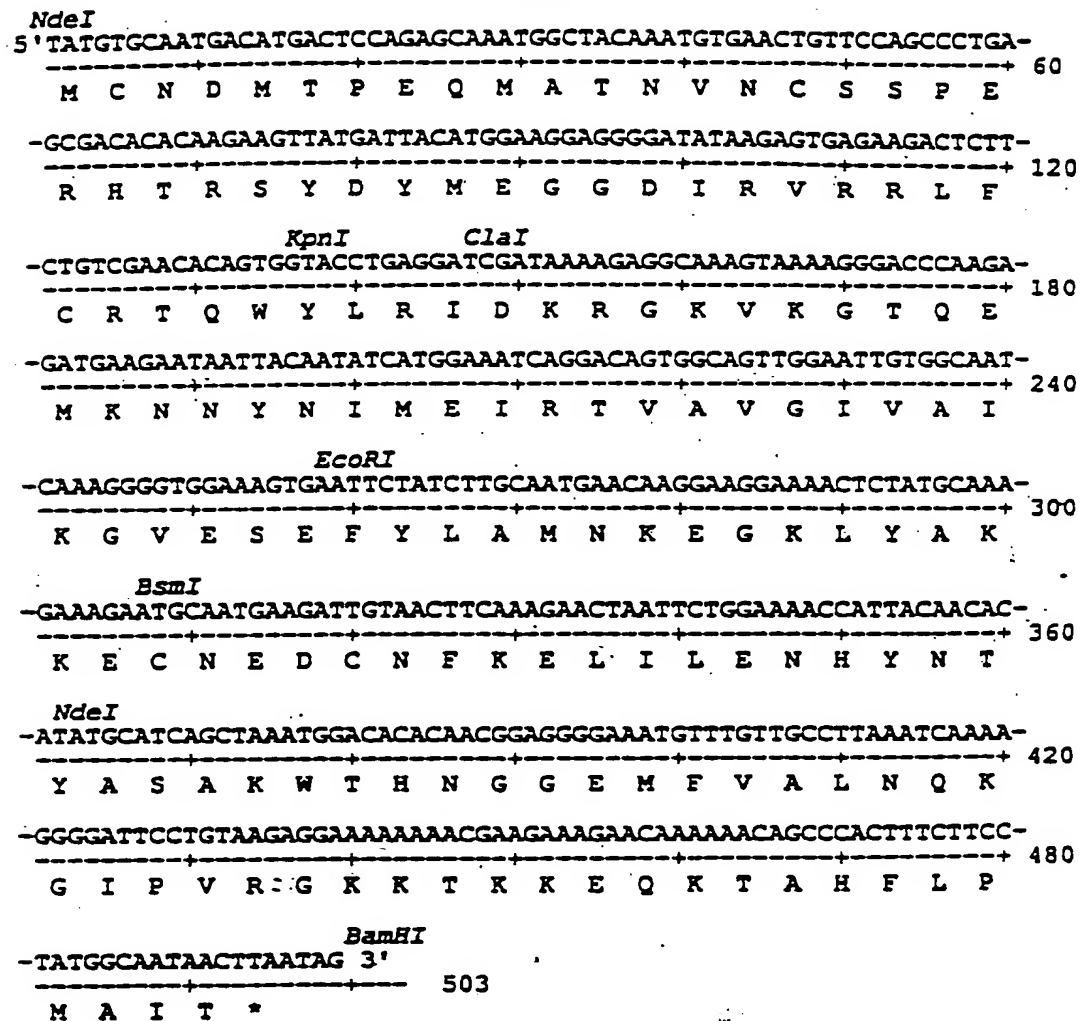 NdeI
5'TATGTGCAATGACATGACTCCAGAGCAAATGGCTACAAATGTGAACTGTTCCAGCCCTGA-
---------+---------+---------+---------+---------+---------+ 60
M C N D M T P E Q M A T N V N C S S P E
-GCGACACACAAGAAGTTATGATTACATGGAAGGAGGGGATATAAGAGTGAGAAGACTCTT-
---------+---------+---------+---------+---------+---------+ 120
R H T R S Y D Y M E G G D I R V R R L F
KpnI ClaI
-CTGTCGAACACAGTGGTACCTGAGGATCGATAAAAGAGGCAAAGTAAAAGGGACCCAAGA-
---------+---------+---------+---------+---------+---------+ 180
C R T Q W Y L R I D K R G K V K G T Q E
-GATGAAGAATAATTACAATATCATGGAAATCAGGACAGTGGCAGTTGGAATTGTGGCAAT-
---------+---------+---------+---------+---------+---------+ 240
M K N N Y N I M E I R T V A V G I V A I
EcoRI
-CAAAGGGGTGGAAAGTGAATTCTATCTTGCAATGAACAAGGAAGGAAAACTCTATGCAAA-
---------+---------+---------+---------+---------+---------+ 300
K G V E S E F Y L A M N K E G K L Y A K
BsmI
-GAAAGAATGCAATGAAGATTGTAACTTCAAAGAACTAATTCTGGAAAACCATTACAACAC-
---------+---------+---------+---------+---------+---------+ 360
K E C N E D C N F K E L I L E N H Y N T
NdeI
-ATATGCATCAGCTAAATGGACACACAACGGAGGGGAAATGTTTGTTGCCTTAAATCAAAA-
---------+---------+---------+---------+---------+---------+ 420
Y A S A K W T H N G G E M F V A L N Q K
-GGGGATTCCTGTAAGAGGAAAAAAAACGAAGAAAGAACAAAAAACAGCCCACTTTCTTCC-
---------+---------+---------+---------+---------+---------+ 480
G I P V R G K K T K K E Q K T A H F L P
BamHI
-TATGGCAATAACTTAATAG 3'
---------+---------+--- 503
M A I T *